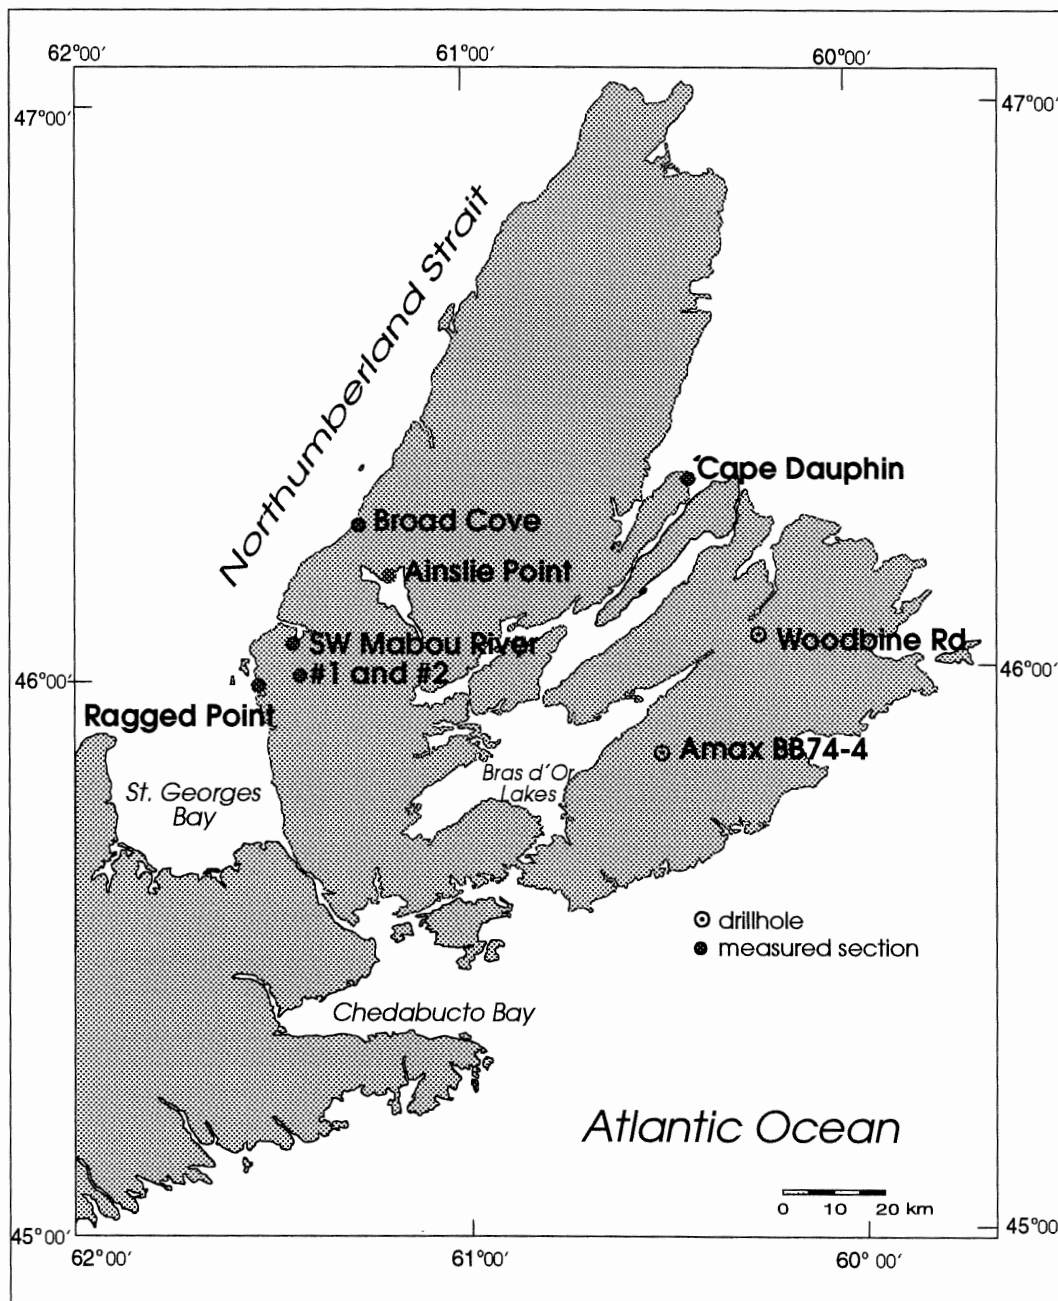 62°00′ 61°00′ 60°00′
47°00′ 47°00′
Northumberland Strait
Cape Dauphin
Broad Cove
Ainslie Point
SW Mabou River
#1 and #2
Woodbine Rd
46°00′ 46°00′
Ragged Point
Amax BB74-4
St. Georges
Bay
Bras d'Or
Lakes
drillhole
measured section
Chedabucto Bay
Atlantic Ocean
0 10 20 km
45°00′ 45°00′
62°00′ 61°00′ 60°00′